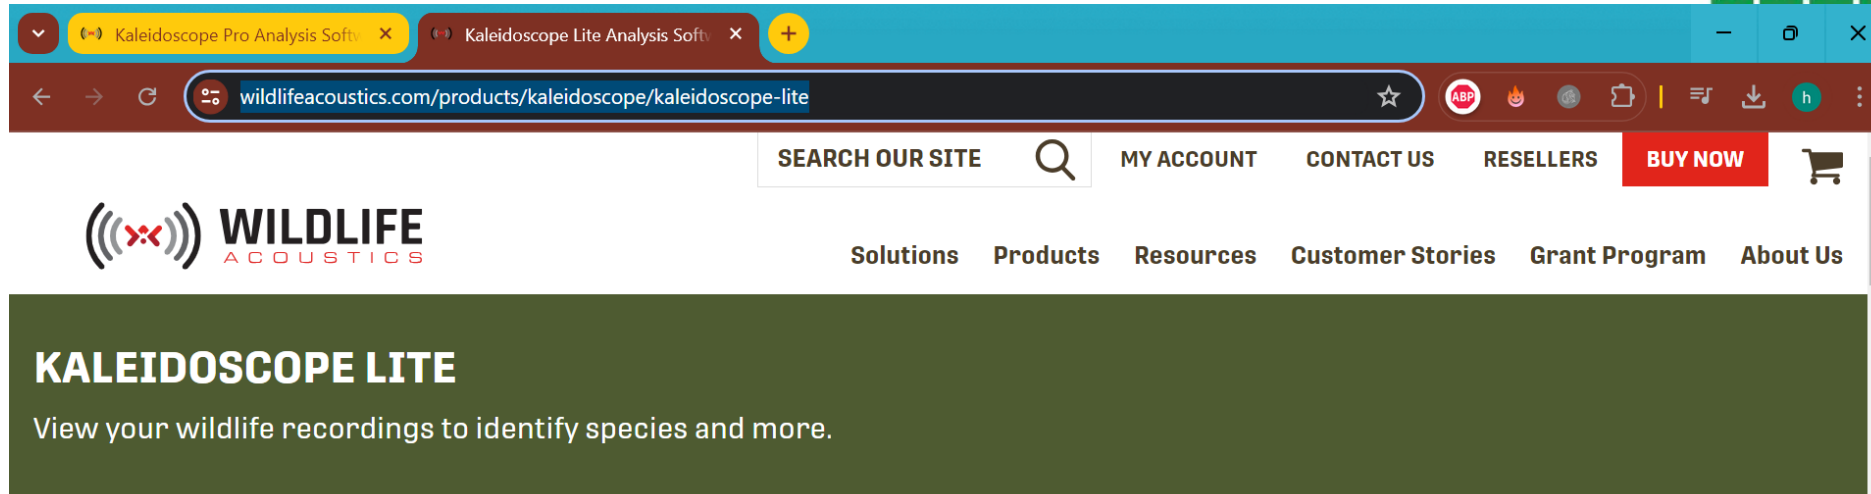 Kaleidoscope Pro Analysis Softw
Kaleidoscope Lite Analysis Softw
wildlifeacoustics.com/products/kaleidoscope/kaleidoscope-lite
ABP
h
SEARCH OUR SITE
MY ACCOUNT
CONTACT US
RESELLERS
BUY NOW
WILDLIFE
ACOUSTICS
Solutions
Products
Resources
Customer Stories
Grant Program
About Us
KALEIDOSCOPE LITE
View your wildlife recordings to identify species and more.